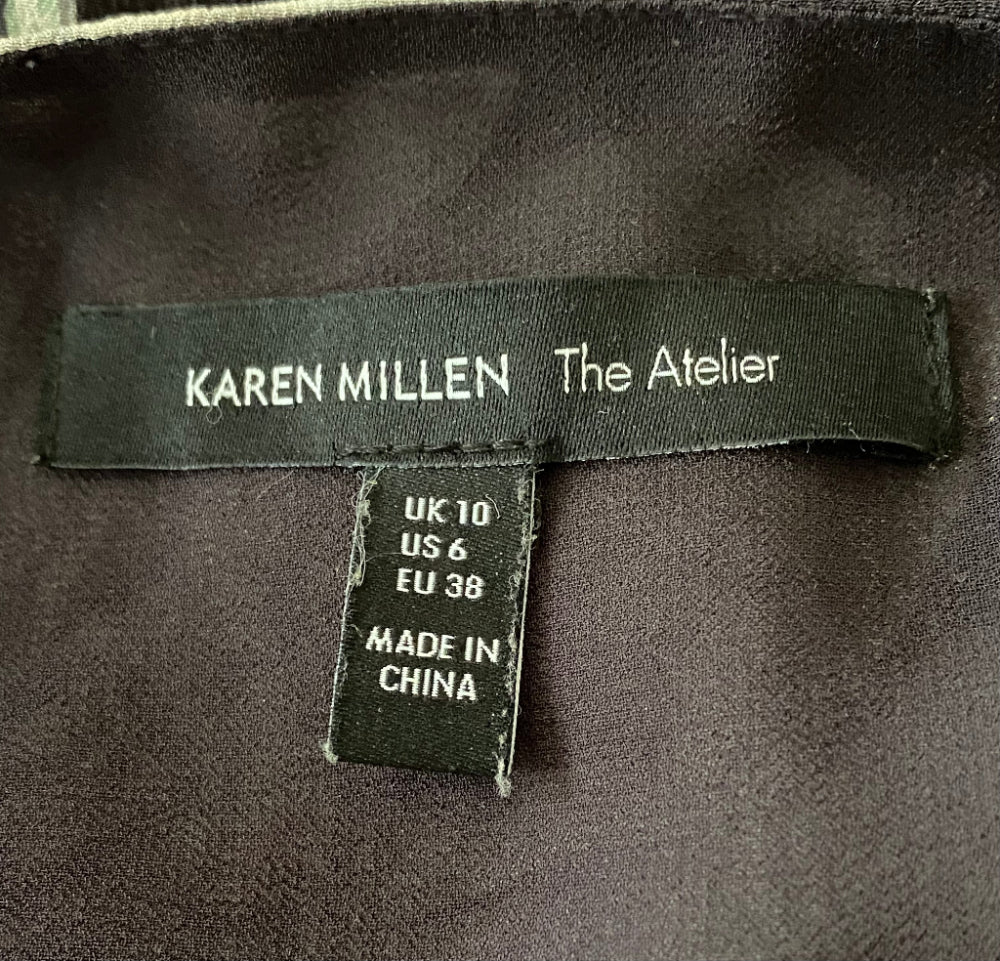 KAREN MILLEN The Atelier
UK 10
US 6
EU 38
MADE IN
CHINA